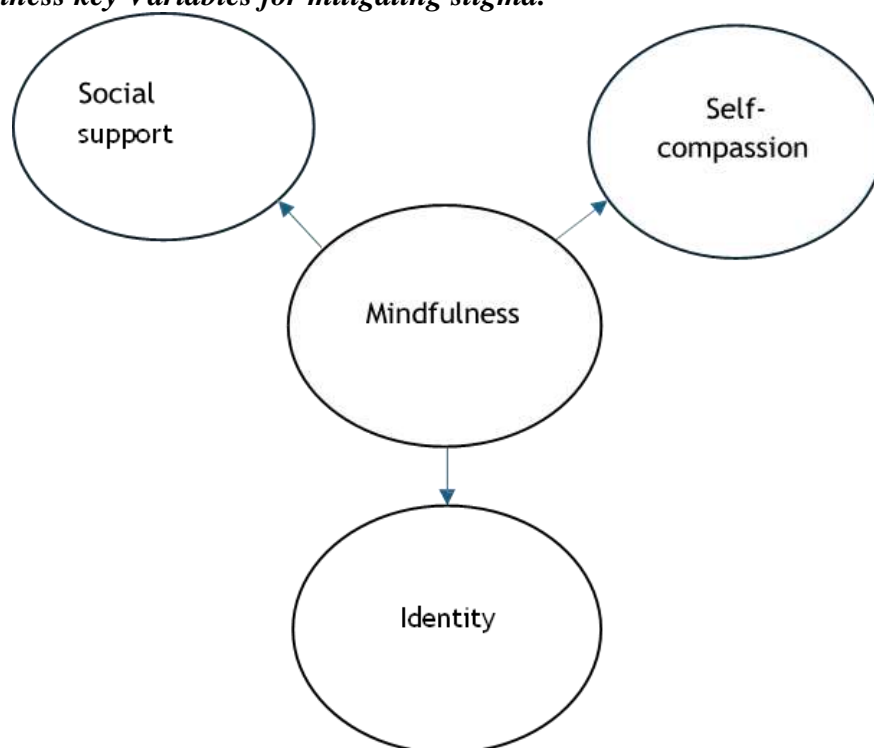 key variables for mitigating stigma.
Social
support
Self-
compassion
Mindfulness
Identity